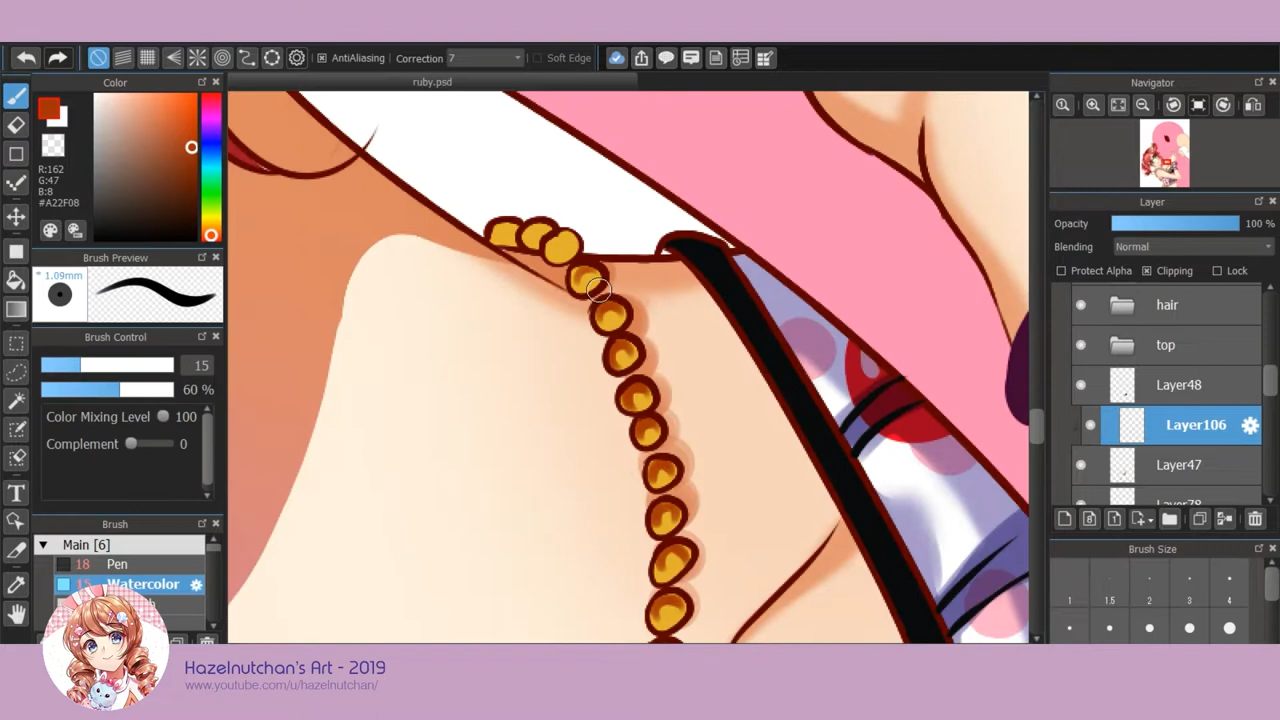 AntiAliasing
Correction 7
Soft Edge
ruby.psd
Color
R:162
G:47
B:8
#A22F08
Brush Preview
* 1.09mm
Brush Control
15
60 %
Color Mixing Level 100
Complement 0
Brush
Main [6]
18 Pen
15 Watercolor
Navigator
Layer
Opacity 100 %
Blending Normal
Protect Alpha Clipping Lock
hair
top
Layer48
Layer106
Layer47
Layer78
Brush Size
1 1.5 2 3 4
T
Hazelnutchan's Art - 2019
www.youtube.com/u/hazelnutchan/